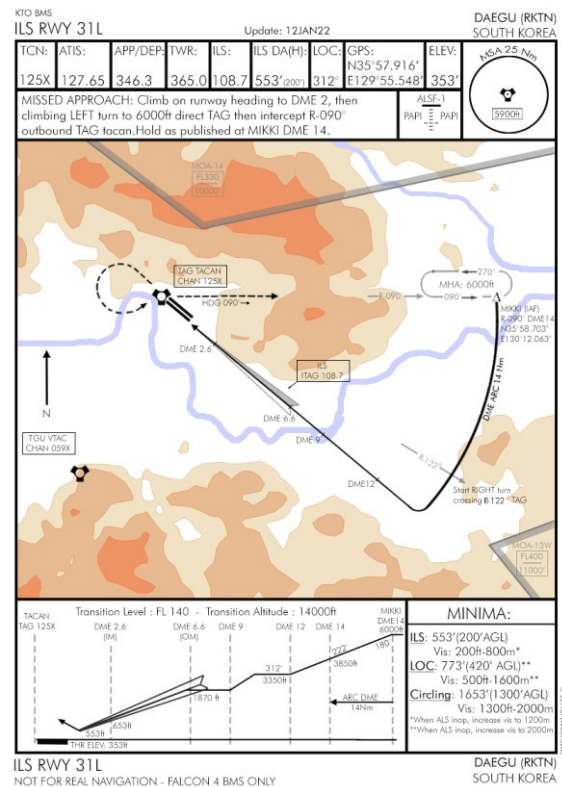 KTO BMS
ILS RWY 31L
Update: 12JAN22
DAEGU (RKTN)
SOUTH KOREA
TCN: ATIS: APP/DEP: TWR: ILS: ILS DA(H): LOC: GPS: ELEV:
125X 127.65 346.3 365.0 108.7 553'(200') 312° N35°57.916' E129°55.548' 353'
MSA 25 Nm
5900ft
MISSED APPROACH: Climb on runway heading to DME 2, then
climbing LEFT turn to 6000ft direct TAG then intercept R-090°
outbound TAG tacan.Hold as published at MIKKI DME 14.
ALSF-1
PAPI PAPI
MOA-14
FL330
10000'
TAG TACAN
CHAN 125X
HDG 090°
R-090°
270°
MHA: 6000ft
090°
MIKKI (IAF)
R-090° DME14
N35°58.703'
E130°12.063'
DME 2.6
ILS
ITAG 108.7
DME 6.6
DME 9
DME12
DME ARC 14 Nm
R-122°
Start RIGHT turn
crossing R-122° TAG
N
TGU VTAC
CHAN 059X
MOA-13W
FL400
11000'
Transition Level : FL 140 - Transition Altitude : 14000ft
TACAN
TAG 125X
DME 2.6
(IM)
DME 6.6
(OM)
DME 9
DME 12
DME 14
MIKKI
DME14
6000ft
180°
222°
3850ft
312°
3350ft
1870 ft
653ft
553ft
ARC DME
14Nm
THR ELEV: 353ft
MINIMA:
ILS: 553'(200'AGL)
Vis: 200ft-800m*
LOC: 773'(420' AGL)**
Vis: 500ft-1600m**
Circling: 1653'(1300'AGL)
Vis: 1300ft-2000m
*When ALS inop, increase vis to 1200m
**When ALS inop, increase vis to 2000m
ILS RWY 31L
NOT FOR REAL NAVIGATION - FALCON 4 BMS ONLY
DAEGU (RKTN)
SOUTH KOREA